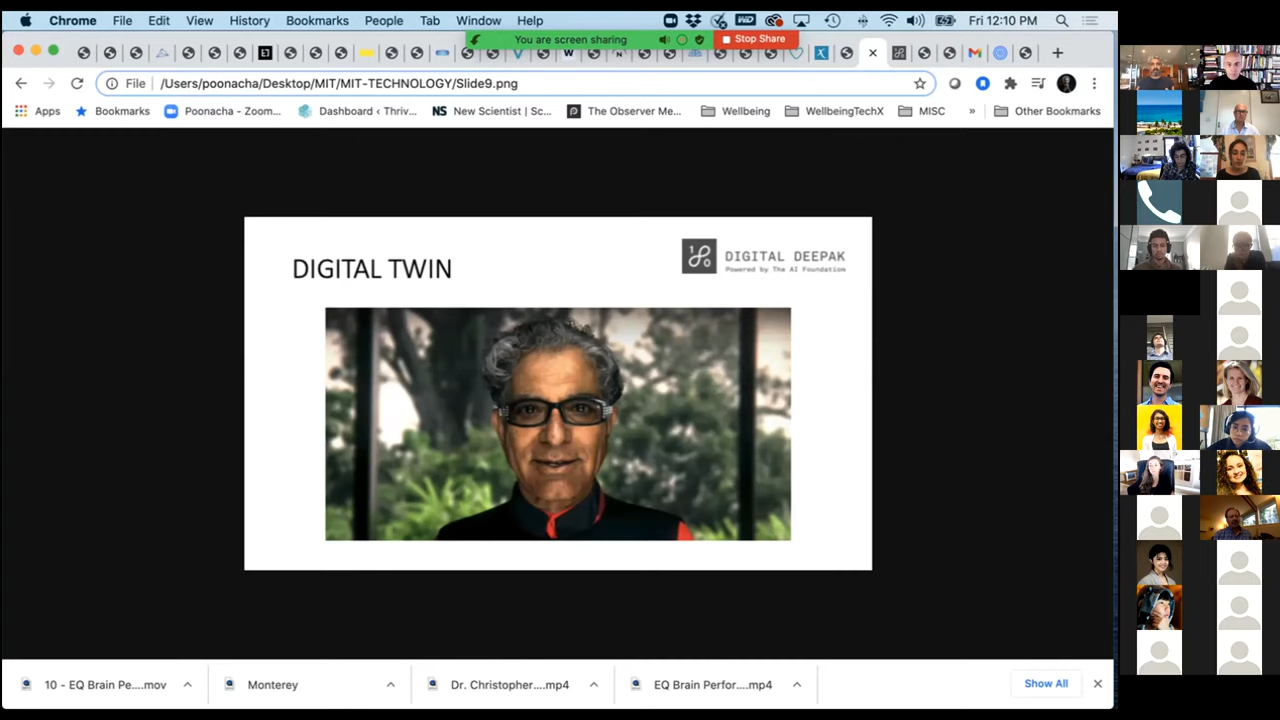 Chrome File Edit View History Bookmarks People Tab Window Help
Fri 12:10 PM
You are screen sharing
Stop Share
File /Users/poonacha/Desktop/MIT/MIT-TECHNOLOGY/Slide9.png
Apps Bookmarks Poonacha - Zoom... Dashboard ‹ Thriv... NS New Scientist | Sc... The Observer Me... Wellbeing WellbeingTechX MISC » Other Bookmarks
DIGITAL TWIN
DIGITAL DEEPAK
Powered by The AI Foundation
10 - EQ Brain Pe....mov
Monterey
Dr. Christopher....mp4
EQ Brain Perfor....mp4
Show All